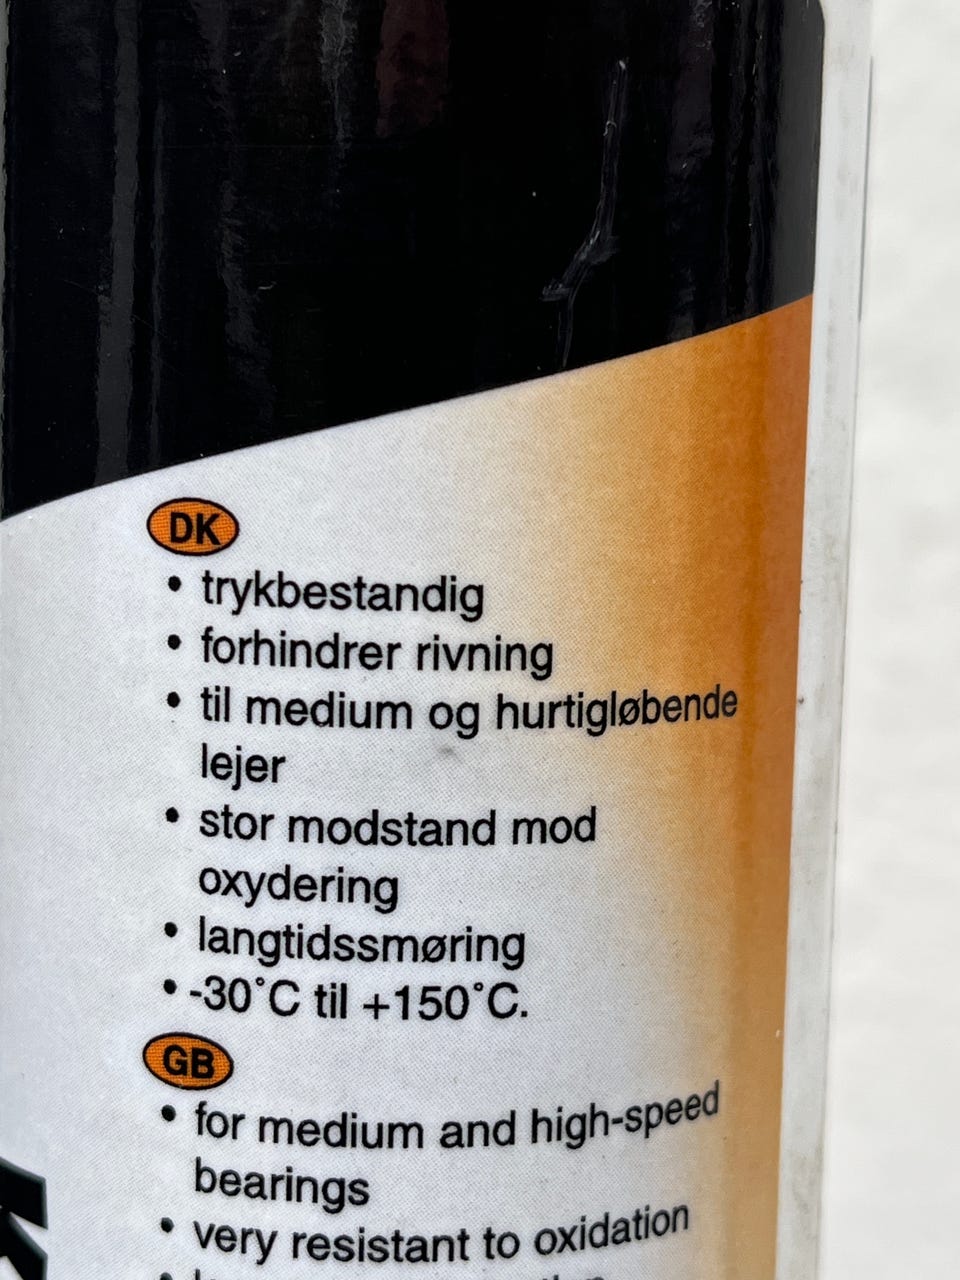 DK
• trykbestandig
• forhindrer rivning
• til medium og hurtigløbende
lejer
• stor modstand mod
oxydering
• langtidssmøring
• -30°C til +150°C.
GB
• for medium and high-speed
bearings
• very resistant to oxidation